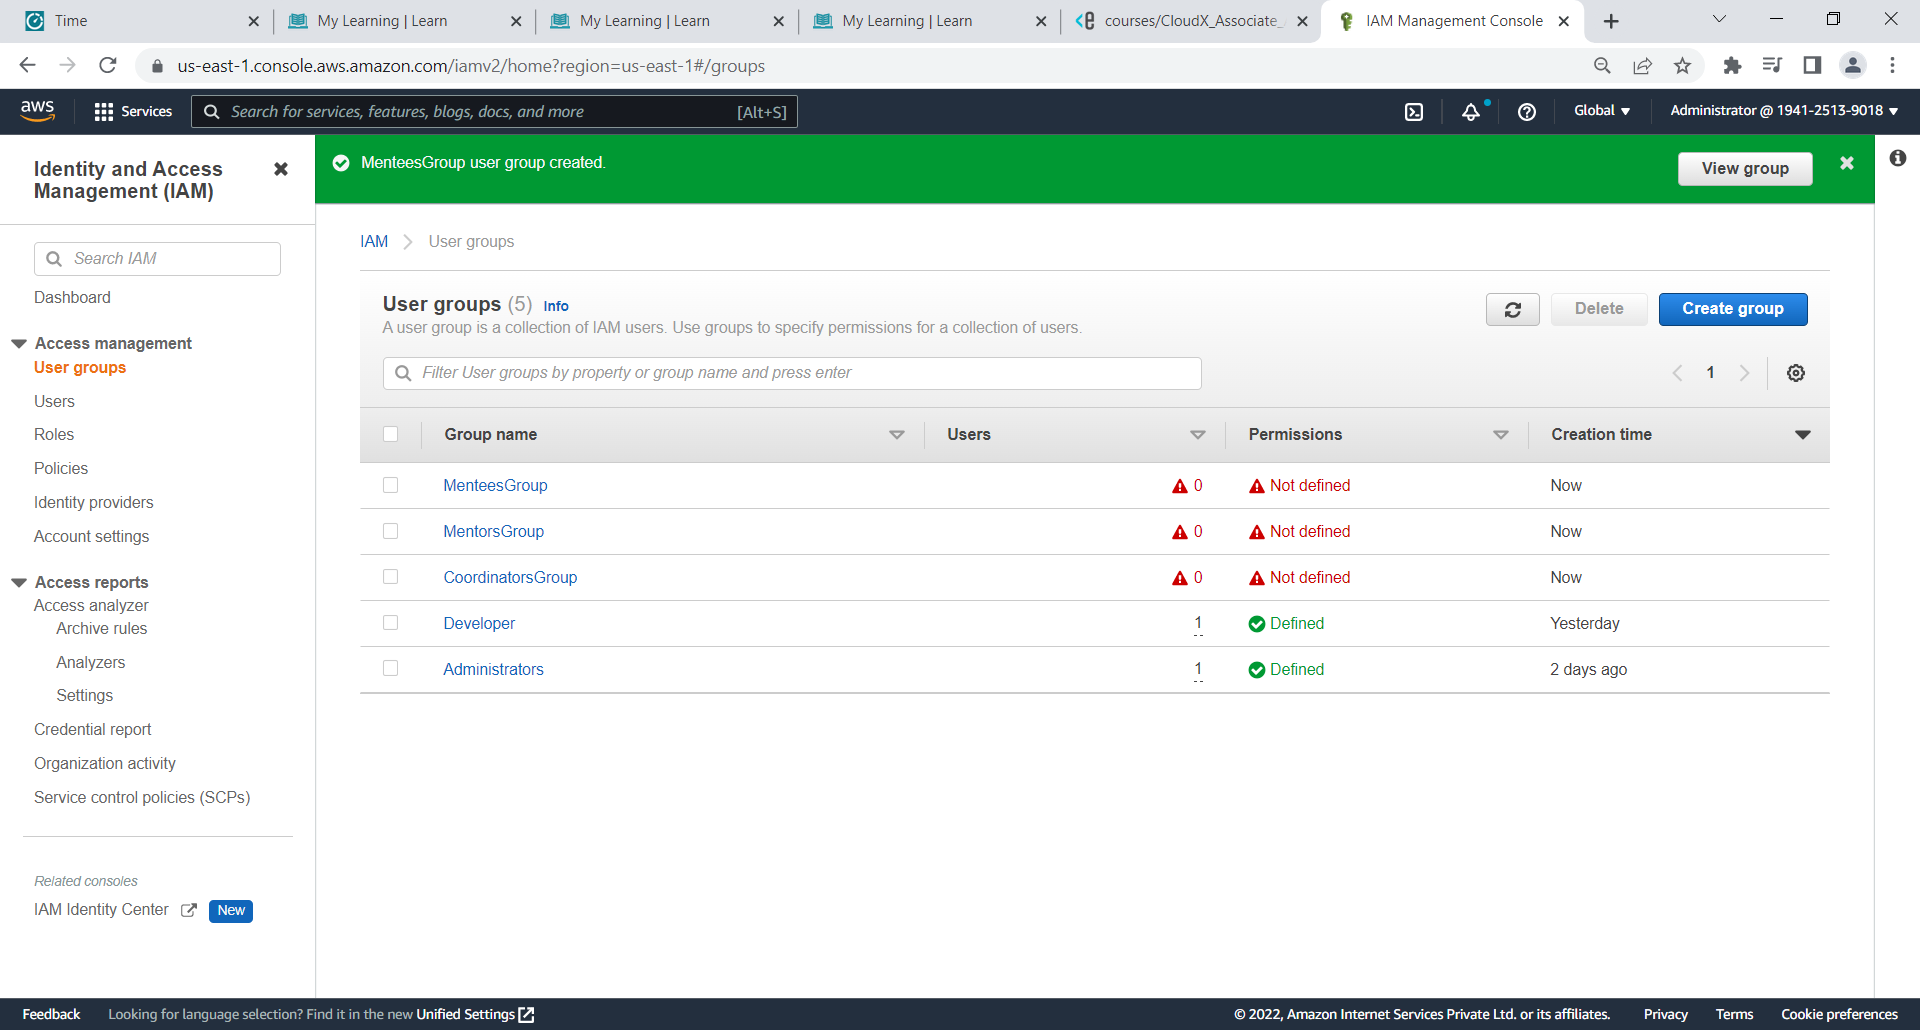 Time
My Learning | Learn
My Learning | Learn
My Learning | Learn
courses/CloudX_Associate_
IAM Management Console
us-east-1.console.aws.amazon.com/iamv2/home?region=us-east-1#/groups
aws
Services
Search for services, features, blogs, docs, and more
[Alt+S]
Global
Administrator @ 1941-2513-9018
Identity and Access
Management (IAM)
Search IAM
Dashboard
Access management
User groups
Users
Roles
Policies
Identity providers
Account settings
Access reports
Access analyzer
Archive rules
Analyzers
Settings
Credential report
Organization activity
Service control policies (SCPs)
Related consoles
IAM Identity Center
New
MenteesGroup user group created.
View group
IAM
User groups
User groups (5) Info
A user group is a collection of IAM users. Use groups to specify permissions for a collection of users.
Delete
Create group
Filter User groups by property or group name and press enter
1
Group name Users Permissions Creation time
MenteesGroup 0 Not defined Now
MentorsGroup 0 Not defined Now
CoordinatorsGroup 0 Not defined Now
Developer 1 Defined Yesterday
Administrators 1 Defined 2 days ago
Feedback
Looking for language selection? Find it in the new Unified Settings
© 2022, Amazon Internet Services Private Ltd. or its affiliates.
Privacy
Terms
Cookie preferences